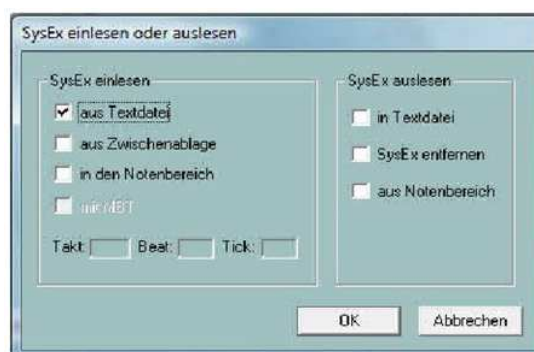 SysEx einlesen oder auslesen
SysEx einlesen
aus Textdatei
aus Zwischenablage
in den Notenbereich
mit MBT
Takt: Beat: Tick:
SysEx auslesen
in Textdatei
SysEx entfernen
aus Notenbereich
OK Abbrechen